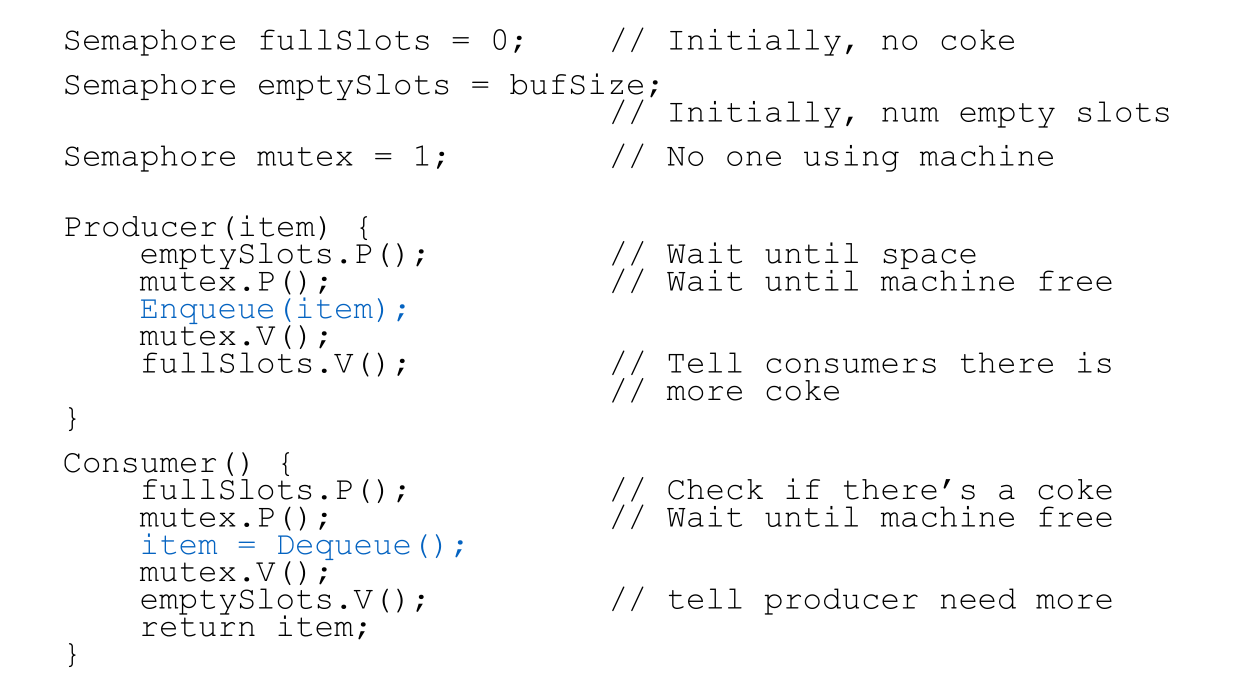 Semaphore fullSlots = 0; // Initially, no coke
Semaphore emptySlots = bufSize;
// Initially, num empty slots
Semaphore mutex = 1; // No one using machine
Producer(item) {
emptySlots.P(); // Wait until space
mutex.P(); // Wait until machine free
Enqueue(item);
mutex.V();
fullSlots.V(); // Tell consumers there is
// more coke
}
Consumer() {
fullSlots.P(); // Check if there’s a coke
mutex.P(); // Wait until machine free
item = Dequeue();
mutex.V();
emptySlots.V(); // tell producer need more
return item;
}